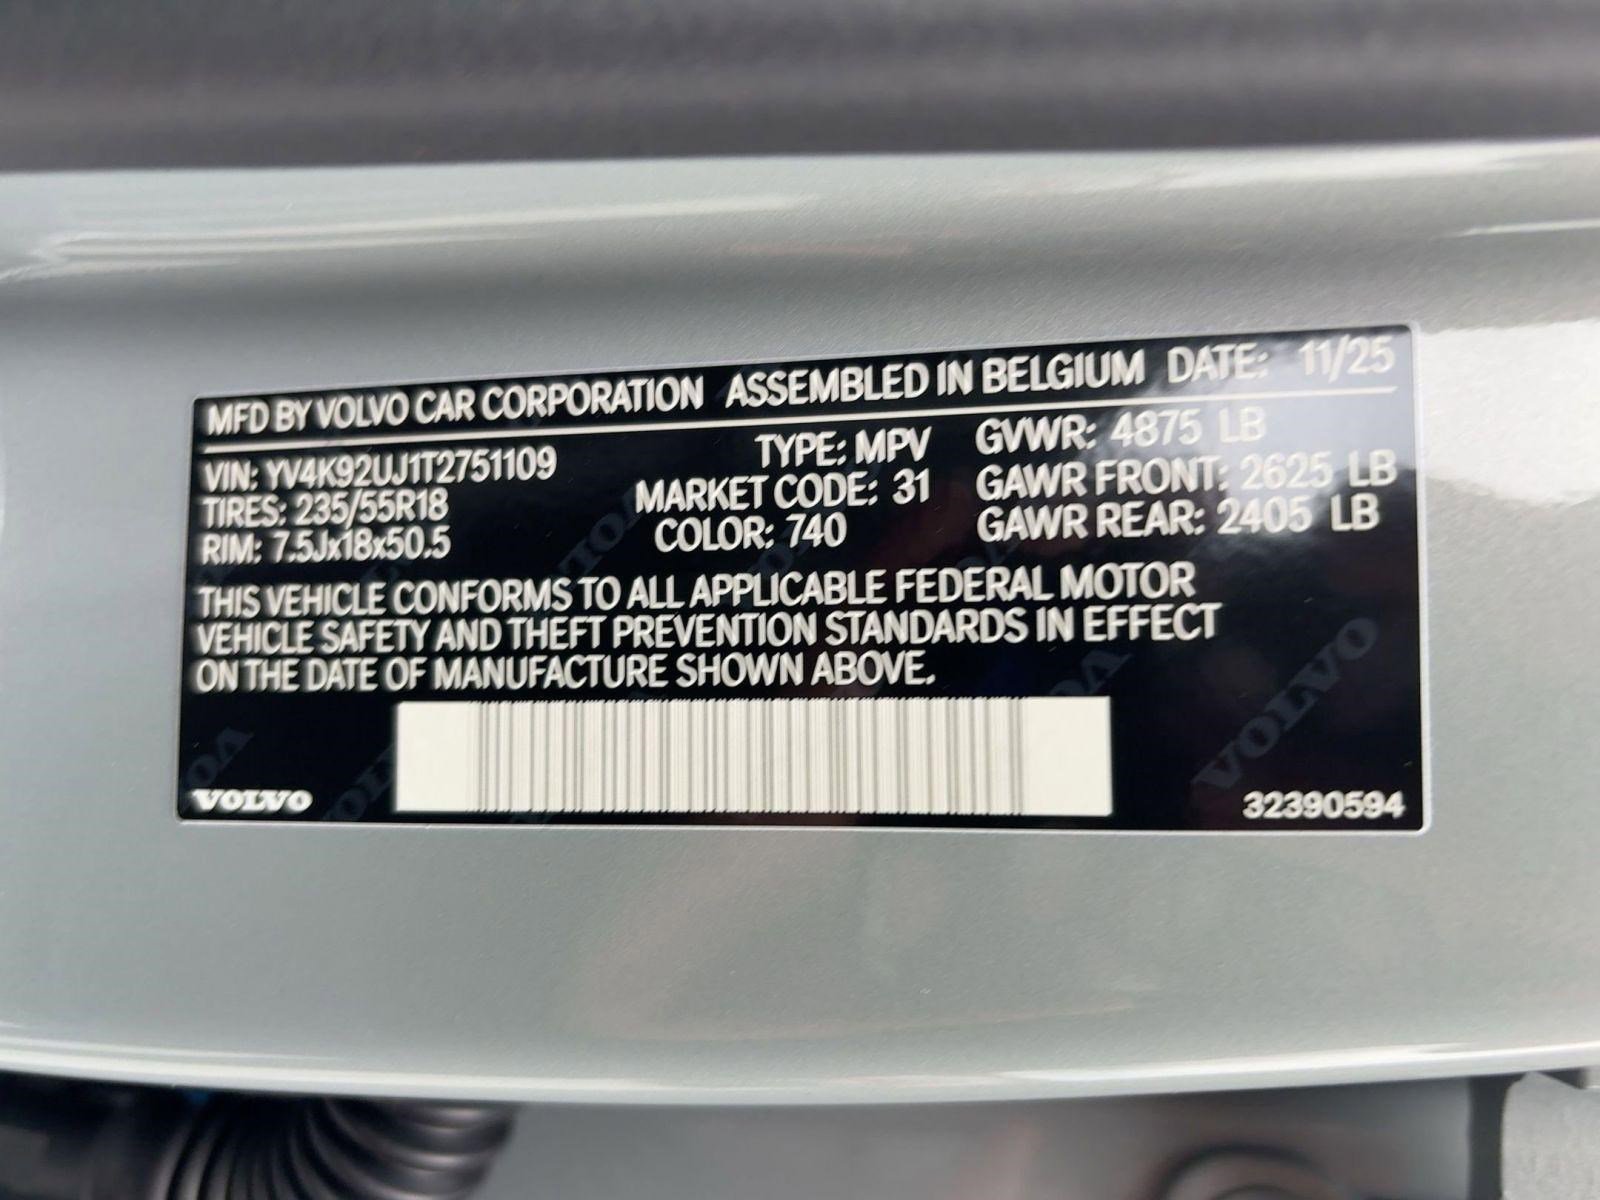 MFD BY VOLVO CAR CORPORATION ASSEMBLED IN BELGIUM DATE: 11/25
VIN: YV4K92UJ1T2751109 TYPE: MPV GVWR: 4875 LB
TIRES: 235/55R18 MARKET CODE: 31 GAWR FRONT: 2625 LB
RIM: 7.5Jx18x50.5 COLOR: 740 GAWR REAR: 2405 LB
THIS VEHICLE CONFORMS TO ALL APPLICABLE FEDERAL MOTOR
VEHICLE SAFETY AND THEFT PREVENTION STANDARDS IN EFFECT
ON THE DATE OF MANUFACTURE SHOWN ABOVE.
VOLVO
VOLVO 32390594